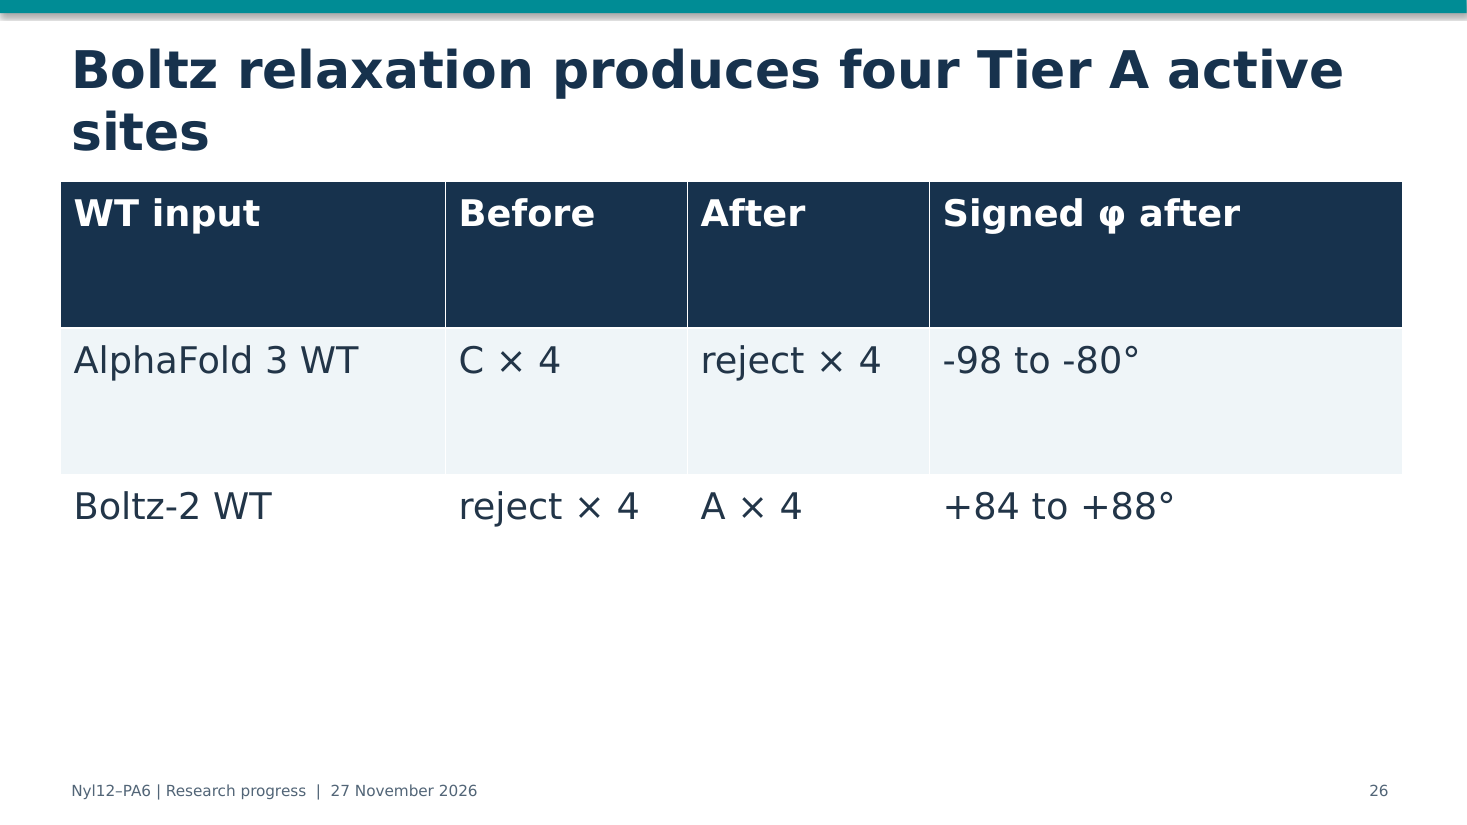 Boltz relaxation produces four Tier A active
sites
WT input Before After Signed φ after
AlphaFold 3 WT C × 4 reject × 4 -98 to -80°
Boltz-2 WT reject × 4 A × 4 +84 to +88°
Nyl12–PA6 | Research progress | 27 November 2026 26